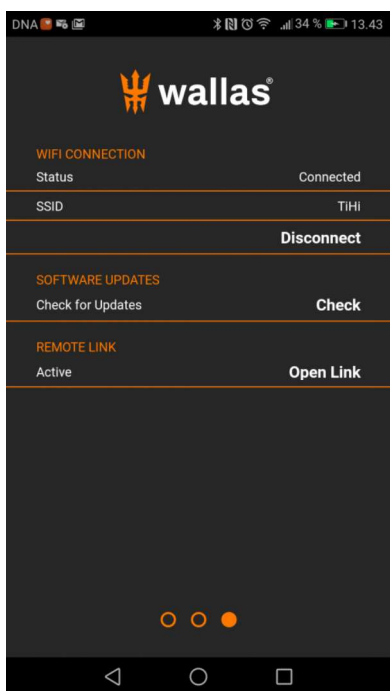 DNA 34 % 13.43
wallas®
WIFI CONNECTION
Status Connected
SSID TiHi
Disconnect
SOFTWARE UPDATES
Check for Updates Check
REMOTE LINK
Active Open Link